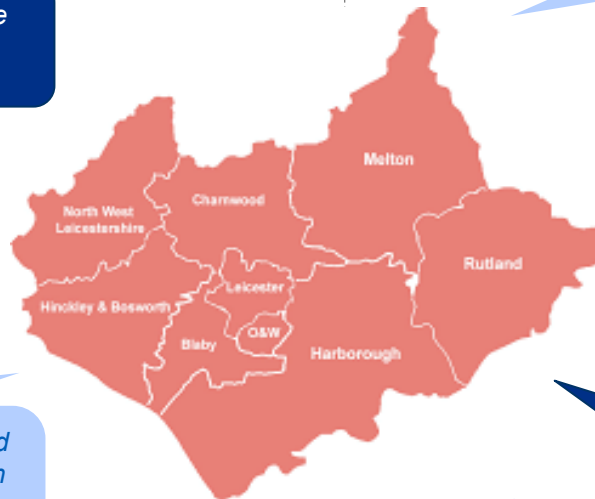 e
Melton
Charnwood
North West
Leicestershire
Rutland
Leicester
Hinckley & Bosworth
O&W
Blaby
Harborough
d
n